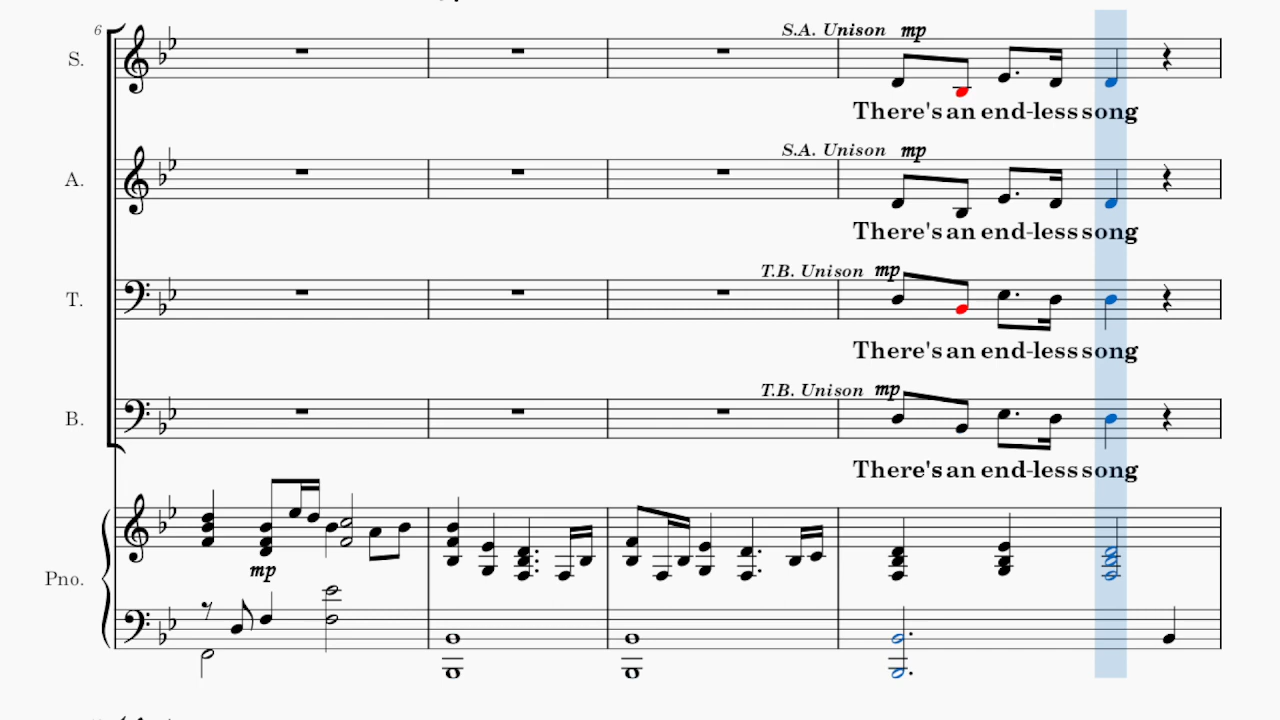 6
S.A. Unison mp
S.
There's an end-less song
S.A. Unison mp
A.
There's an end-less song
T.B. Unison mp
T.
There's an end-less song
T.B. Unison mp
B.
There's an end-less song
mp
Pno.